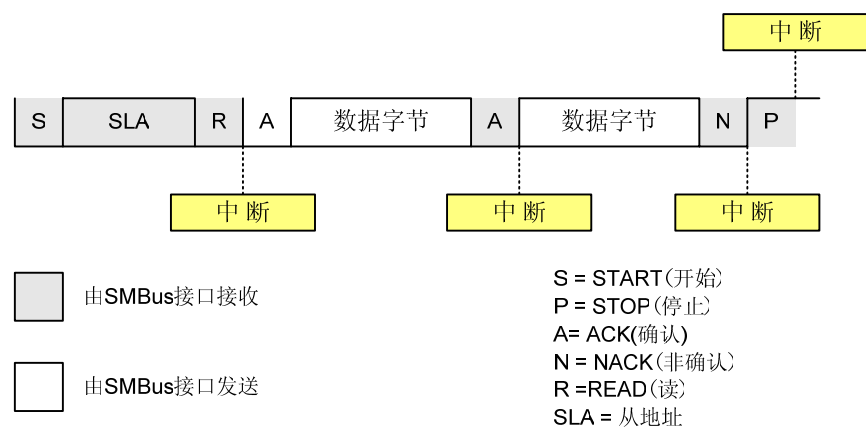 中 断
S SLA R A 数据字节 A 数据字节 N P
中 断 中 断 中 断
由SMBus接口接收
由SMBus接口发送
S = START(开始)
P = STOP(停止)
A= ACK(确认)
N = NACK(非确认)
R =READ(读)
SLA = 从地址